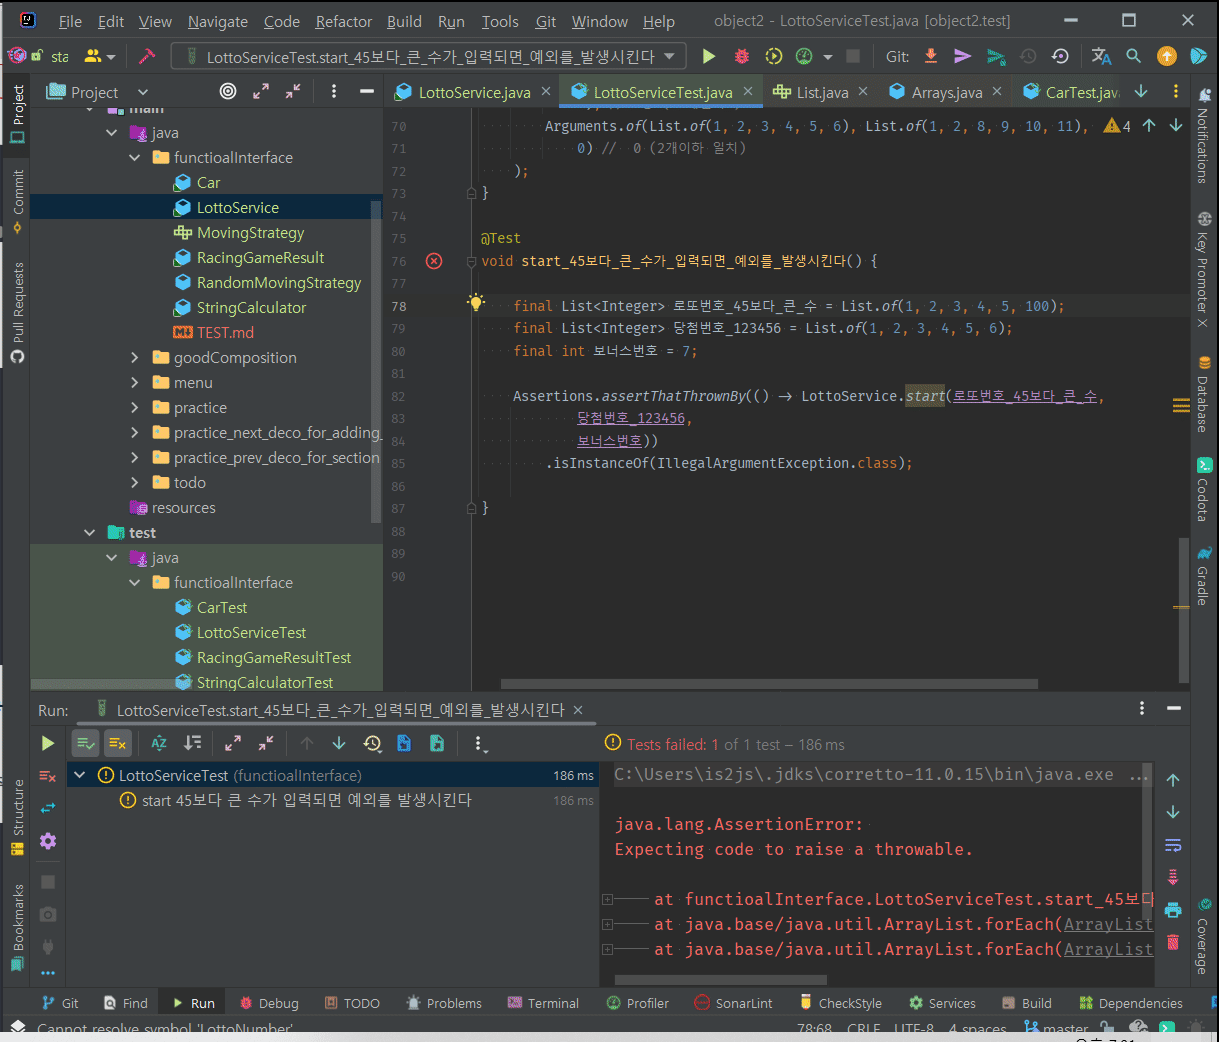 File Edit View Navigate Code Refactor Build Run Tools Git Window Help object2 - LottoServiceTest.java [object2.test]
sta LottoServiceTest.start_45보다_큰_수가_입력되면_예외를_발생시킨다 Git:
Project LottoService.java LottoServiceTest.java List.java Arrays.java CarTest.java
Project
Commit
Pull Requests
Structure
Bookmarks
main
java
functioalInterface
Car
LottoService
MovingStrategy
RacingGameResult
RandomMovingStrategy
StringCalculator
TEST.md
goodComposition
menu
practice
practice_next_deco_for_adding_
practice_prev_deco_for_section
todo
resources
test
java
functioalInterface
CarTest
LottoServiceTest
RacingGameResultTest
StringCalculatorTest
70 Arguments.of(List.of(1, 2, 3, 4, 5, 6), List.of(1, 2, 8, 9, 10, 11), 4
71 0) // 0 (2개이하 일치)
72 );
73 }
74
75 @Test
76 void start_45보다_큰_수가_입력되면_예외를_발생시킨다() {
77
78 final List<Integer> 로또번호_45보다_큰_수 = List.of(1, 2, 3, 4, 5, 100);
79 final List<Integer> 당첨번호_123456 = List.of(1, 2, 3, 4, 5, 6);
80 final int 보너스번호 = 7;
81
82 Assertions.assertThatThrownBy(() → LottoService.start(로또번호_45보다_큰_수,
83 당첨번호_123456,
84 보너스번호))
85 .isInstanceOf(IllegalArgumentException.class);
86
87 }
88
89
90
Notifications
Key Promoter X
Database
Codota
Gradle
Coverage
Run: LottoServiceTest.start_45보다_큰_수가_입력되면_예외를_발생시킨다
Tests failed: 1 of 1 test – 186 ms
LottoServiceTest (functioalInterface) 186 ms
start 45보다 큰 수가 입력되면 예외를 발생시킨다 186 ms
C:\Users\is2js\.jdks\corretto-11.0.15\bin\java.exe ...
java.lang.AssertionError:
Expecting code to raise a throwable.
at functioalInterface.LottoServiceTest.start_45보다
at java.base/java.util.ArrayList.forEach(ArrayList
at java.base/java.util.ArrayList.forEach(ArrayList
Git Find Run Debug TODO Problems Terminal Profiler SonarLint CheckStyle Services Build Dependencies
Cannot resolve symbol 'LottoNumber' 78:68 CRLF UTF-8 4 spaces master